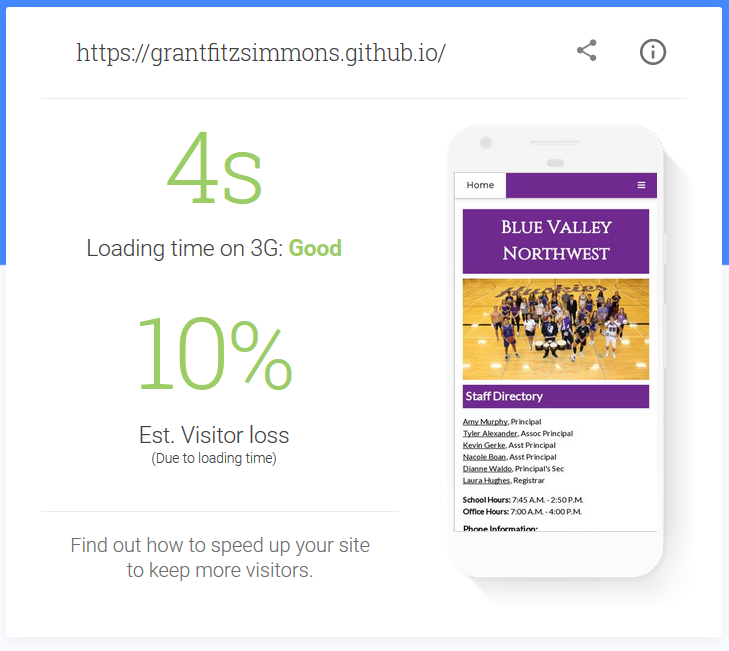 https://grantfitzsimmons.github.io/
4s
Loading time on 3G: Good
10%
Est. Visitor loss
(Due to loading time)
Find out how to speed up your site
to keep more visitors.
Home
Blue Valley
Northwest
Huskies
Staff Directory
Amy Murphy, Principal
Tyler Alexander, Assoc Principal
Kevin Gerke, Asst Principal
Nacole Boan, Asst Principal
Dianne Waldo, Principal's Sec
Laura Hughes, Registrar
School Hours: 7:45 A.M. - 2:50 P.M.
Office Hours: 7:00 A.M. - 4:00 P.M.
Phone Information: